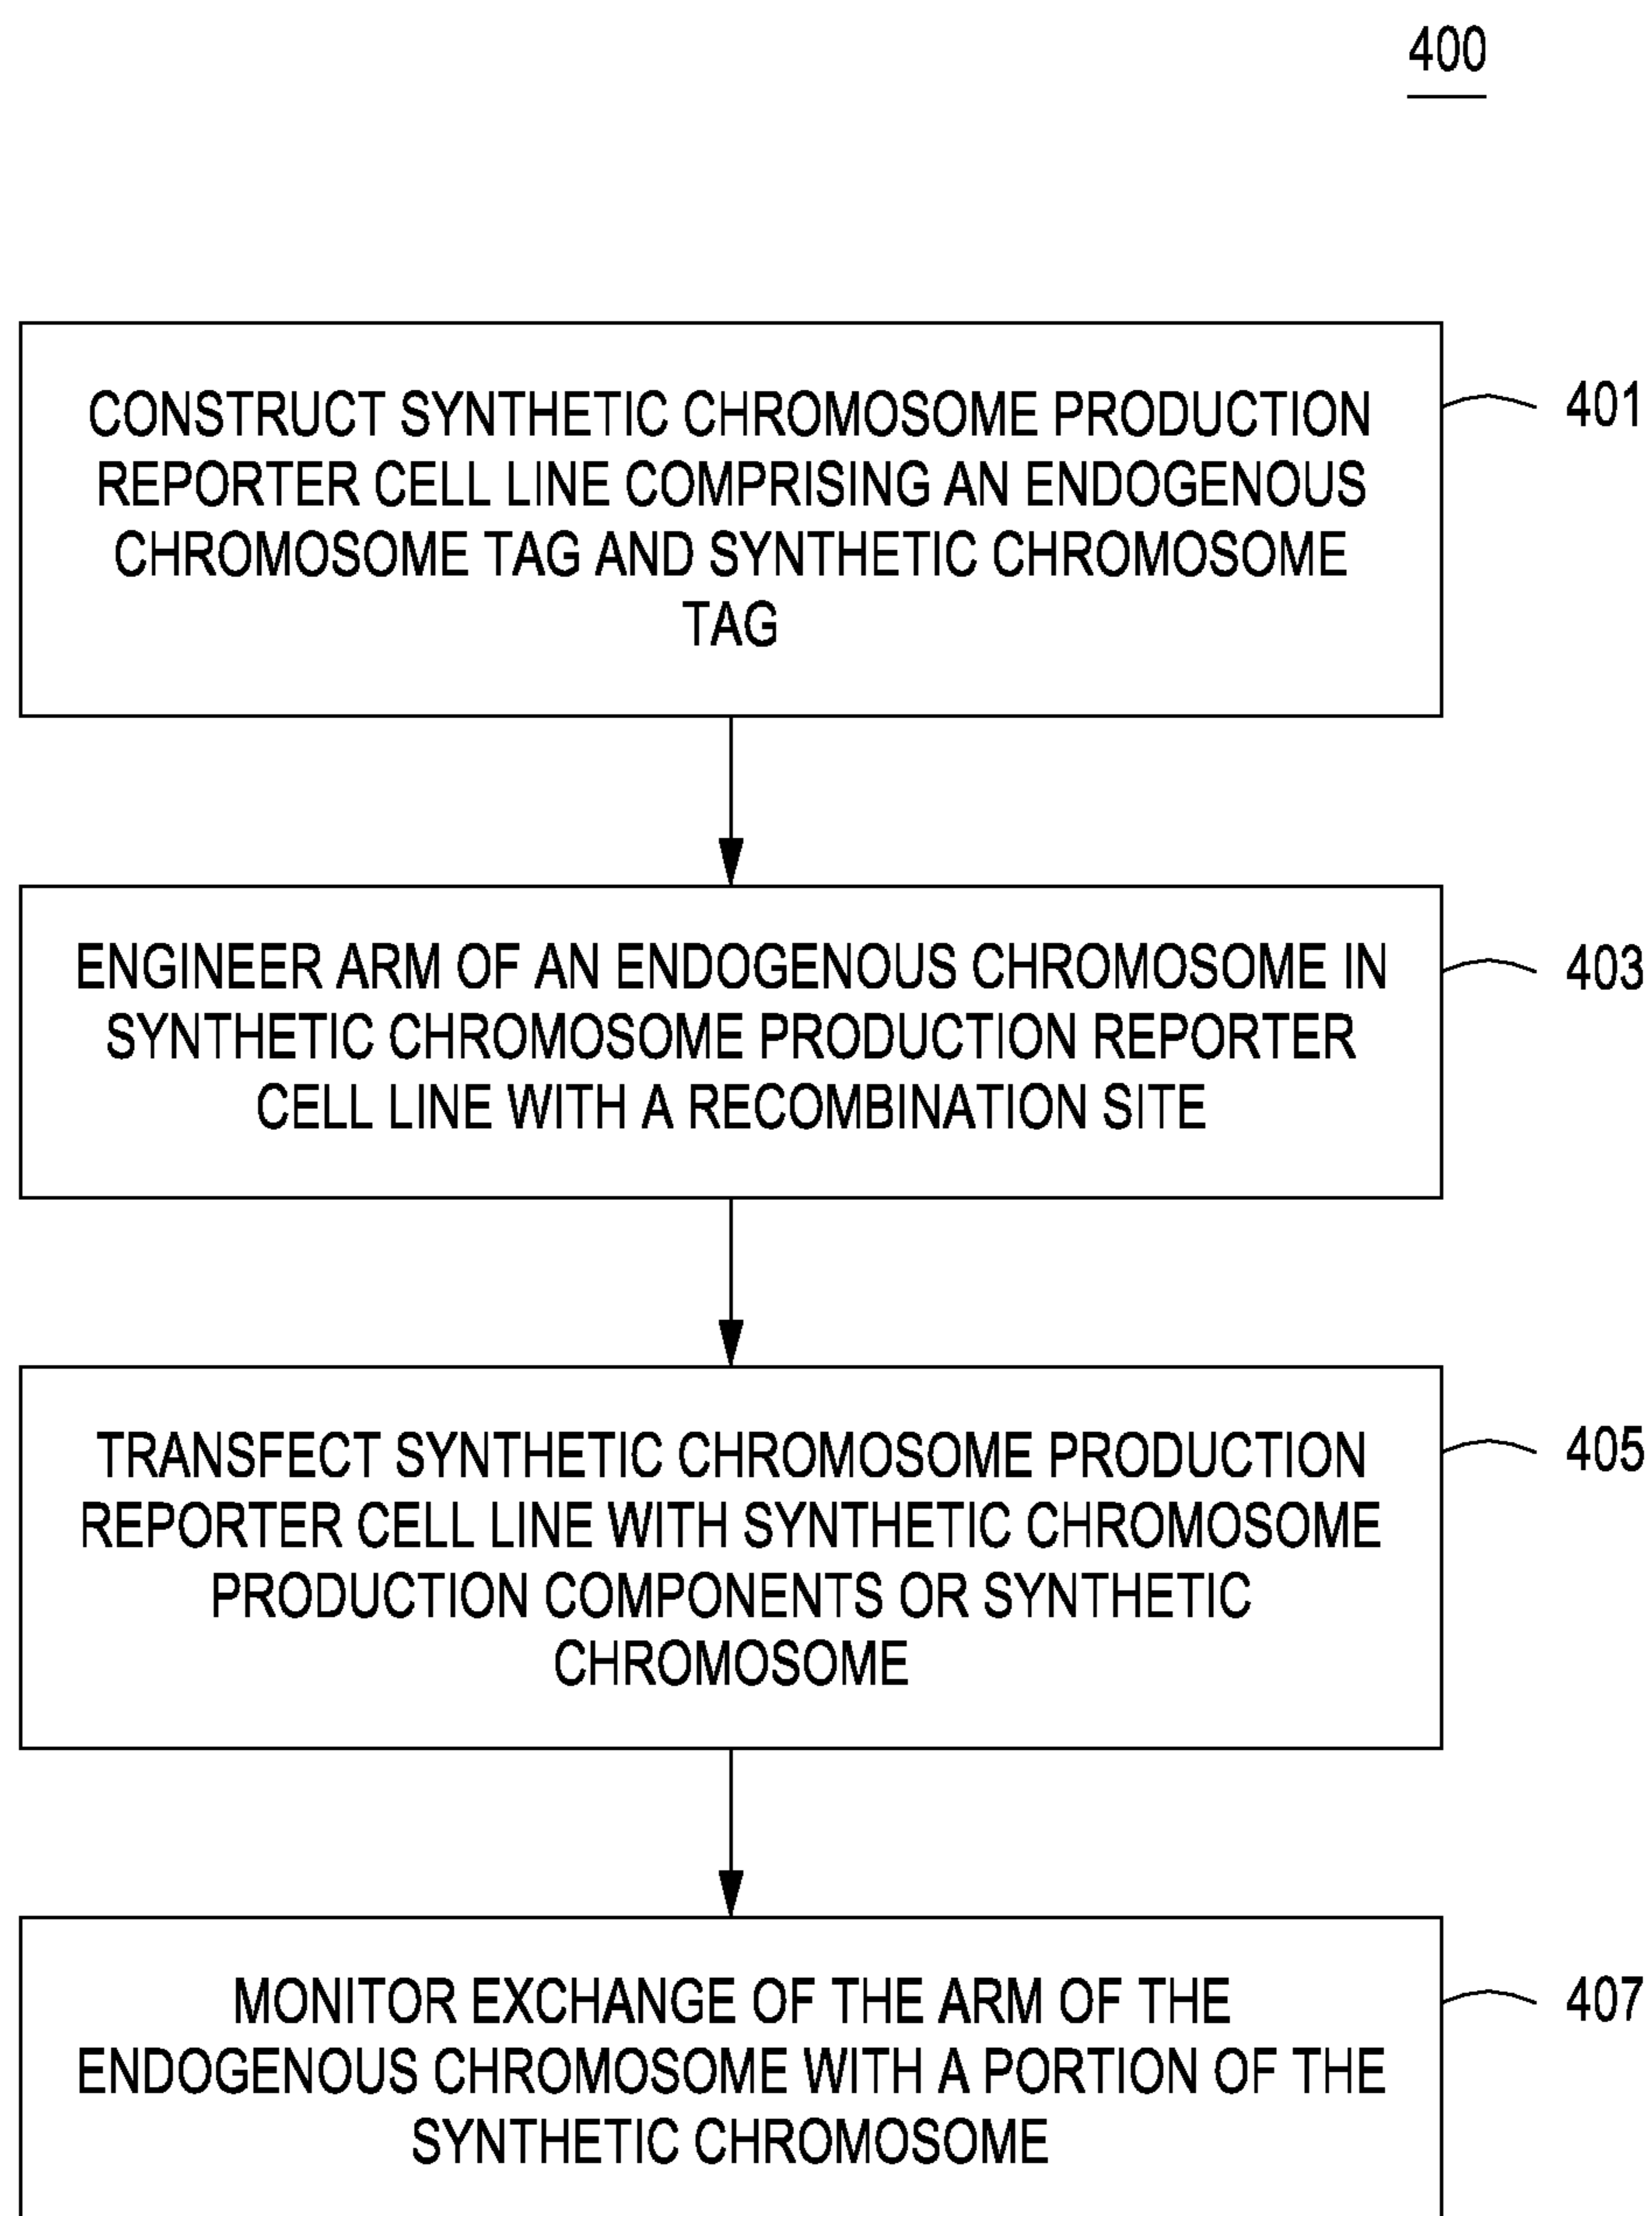 400
CONSTRUCT SYNTHETIC CHROMOSOME PRODUCTION
REPORTER CELL LINE COMPRISING AN ENDOGENOUS
CHROMOSOME TAG AND SYNTHETIC CHROMOSOME
TAG
401
ENGINEER ARM OF AN ENDOGENOUS CHROMOSOME IN
SYNTHETIC CHROMOSOME PRODUCTION REPORTER
CELL LINE WITH A RECOMBINATION SITE
403
TRANSFECT SYNTHETIC CHROMOSOME PRODUCTION
REPORTER CELL LINE WITH SYNTHETIC CHROMOSOME
PRODUCTION COMPONENTS OR SYNTHETIC
CHROMOSOME
405
MONITOR EXCHANGE OF THE ARM OF THE
ENDOGENOUS CHROMOSOME WITH A PORTION OF THE
SYNTHETIC CHROMOSOME
407